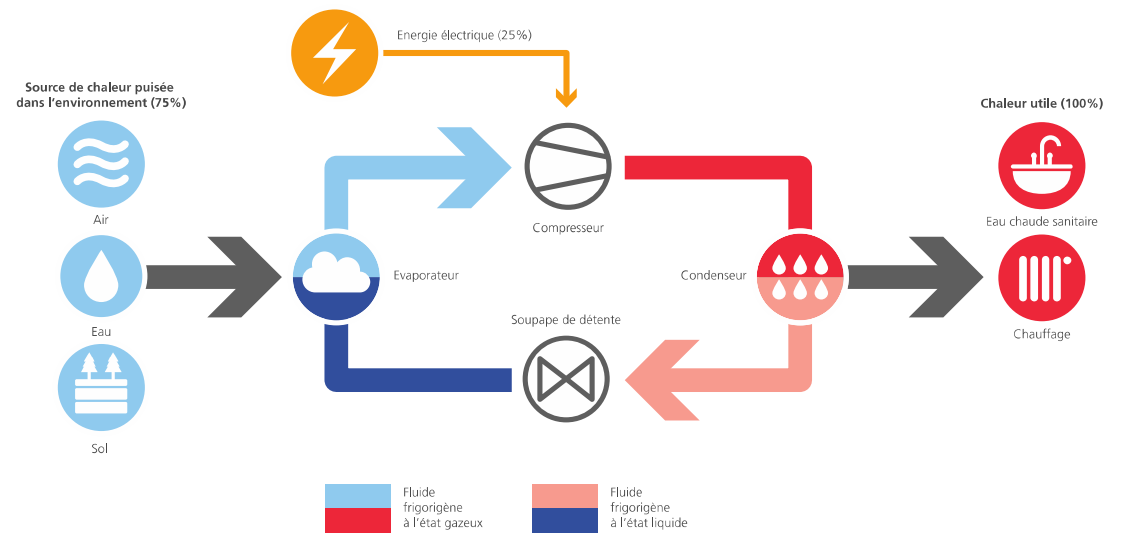 Energie électrique (25%)
Source de chaleur puisée
dans l'environnement (75%)
Chaleur utile (100%)
Air
Compresseur
Eau chaude sanitaire
Evaporateur
Condenseur
Soupape de détente
Eau
Chauffage
Sol
Fluide
frigorigène
à l'état gazeux
Fluide
frigorigène
à l'état liquide